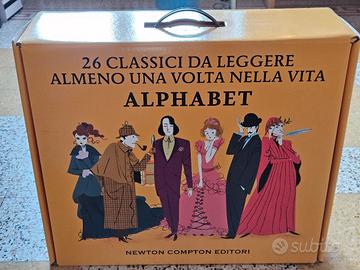 26 CLASSICI DA LEGGERE
ALMENO UNA VOLTA NELLA VITA
ALPHABET
NEWTON COMPTON EDITORI
subito